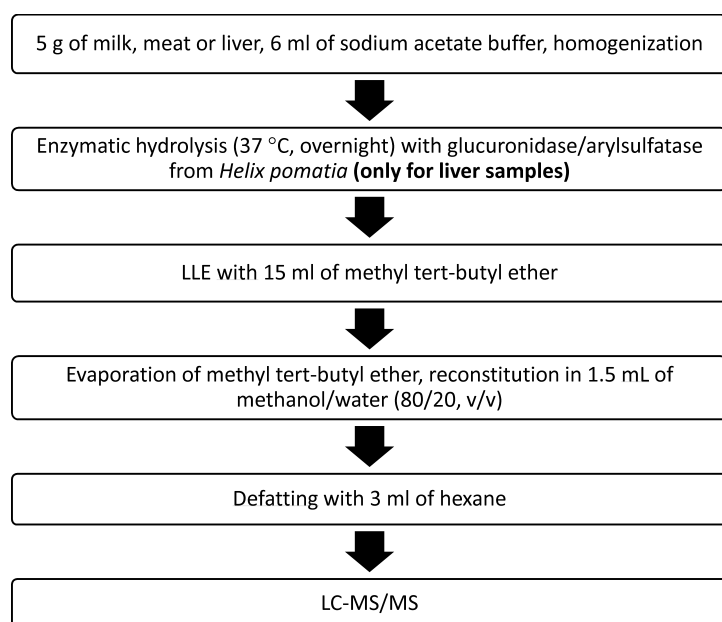 5 g of milk, meat or liver, 6 ml of sodium acetate buffer, homogenization
Enzymatic hydrolysis (37 °C, overnight) with glucuronidase/arylsulfatase
from Helix pomatia (only for liver samples)
LLE with 15 ml of methyl tert-butyl ether
Evaporation of methyl tert-butyl ether, reconstitution in 1.5 mL of
methanol/water (80/20, v/v)
Defatting with 3 ml of hexane
LC-MS/MS